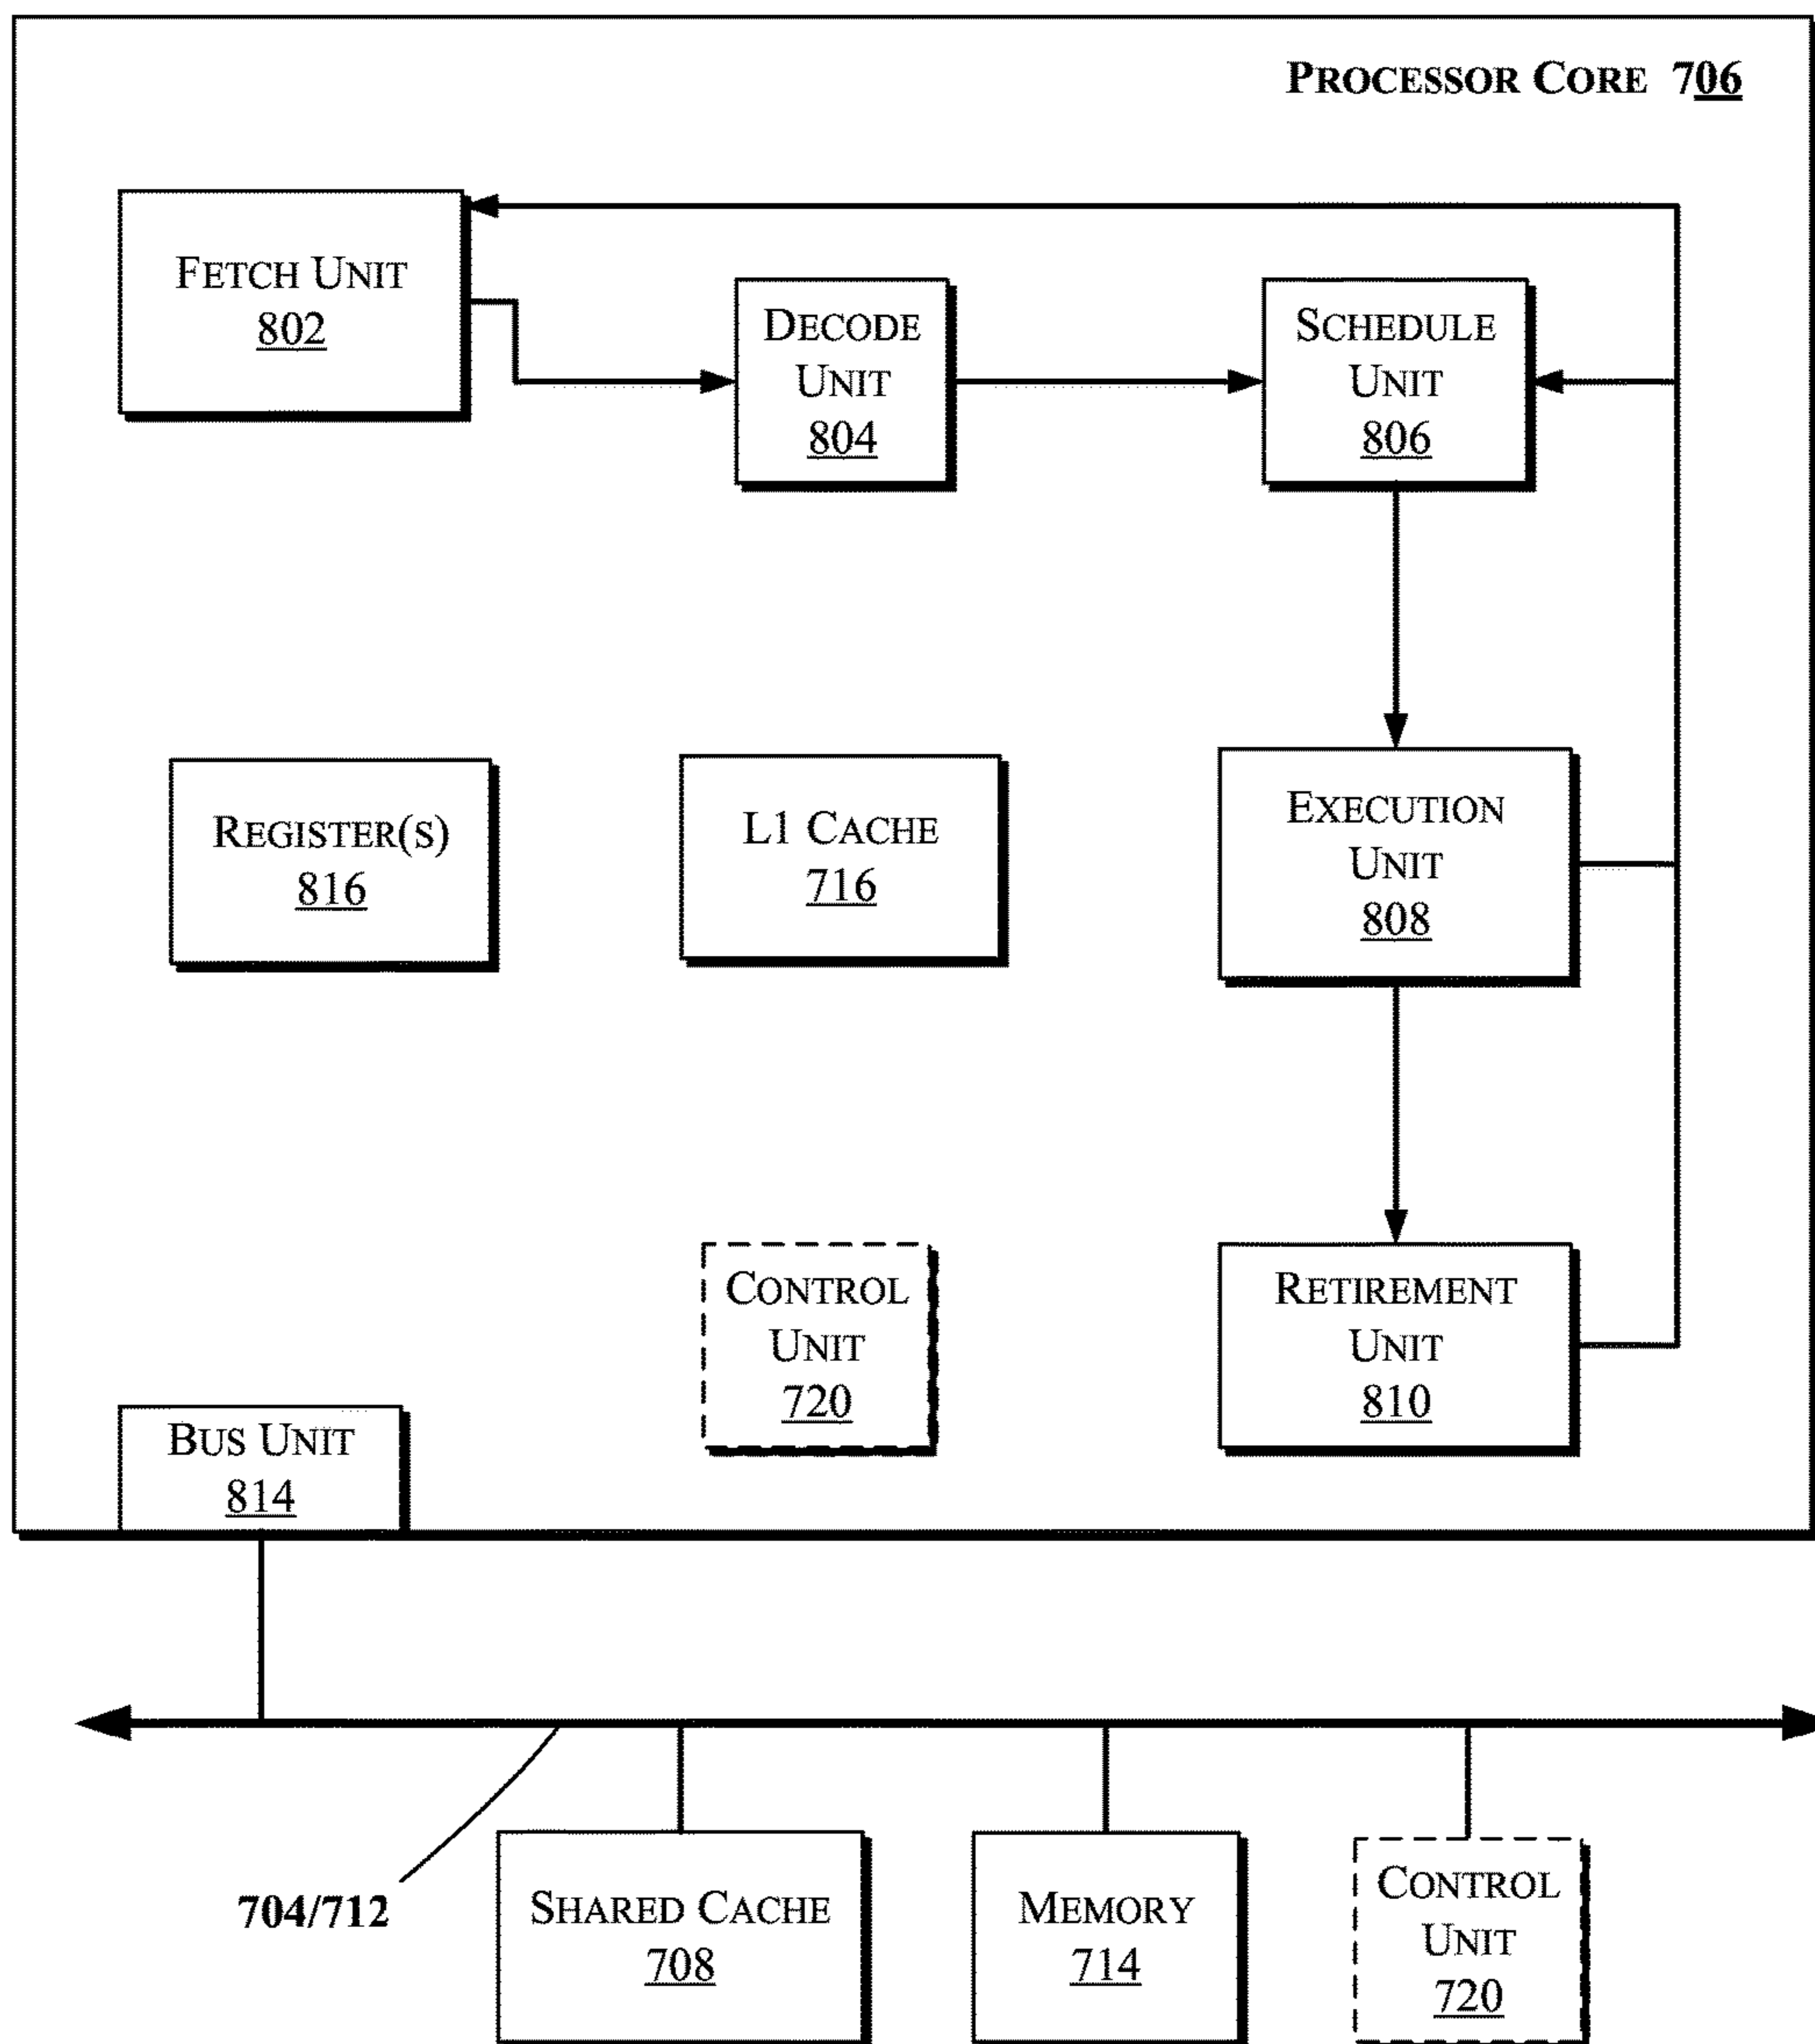 PROCESSOR CORE 706
FETCH UNIT
802
DECODE
UNIT
804
SCHEDULE
UNIT
806
REGISTER(S)
816
L1 CACHE
716
EXECUTION
UNIT
808
CONTROL
UNIT
720
RETIREMENT
UNIT
810
BUS UNIT
814
704/712
SHARED CACHE
708
MEMORY
714
CONTROL
UNIT
720